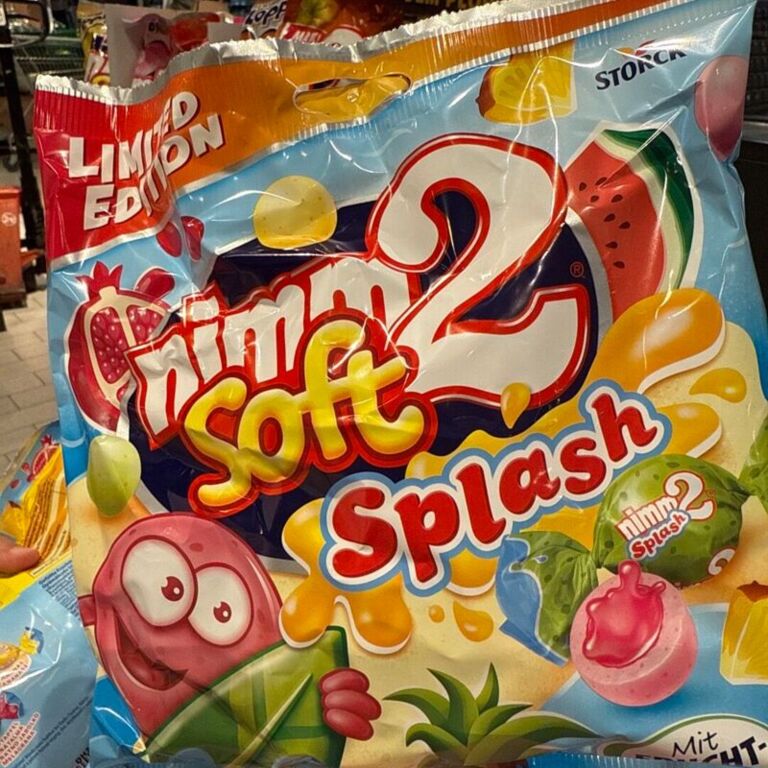 STORCK
LIMITED
EDITION
nimm2
®
soft
Splash
nimm2
Splash
Mit